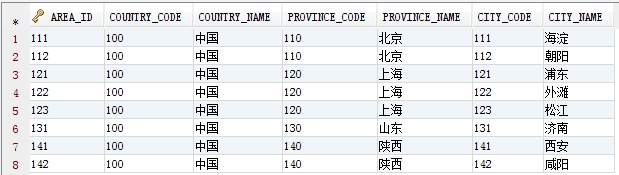 * AREA_ID COUNTRY_CODE COUNTRY_NAME PROVINCE_CODE PROVINCE_NAME CITY_CODE CITY_NAME
1 111 100 中国 110 北京 111 海淀
2 112 100 中国 110 北京 112 朝阳
3 121 100 中国 120 上海 121 浦东
4 122 100 中国 120 上海 122 外滩
5 123 100 中国 120 上海 123 松江
6 131 100 中国 130 山东 131 济南
7 141 100 中国 140 陕西 141 西安
8 142 100 中国 140 陕西 142 咸阳